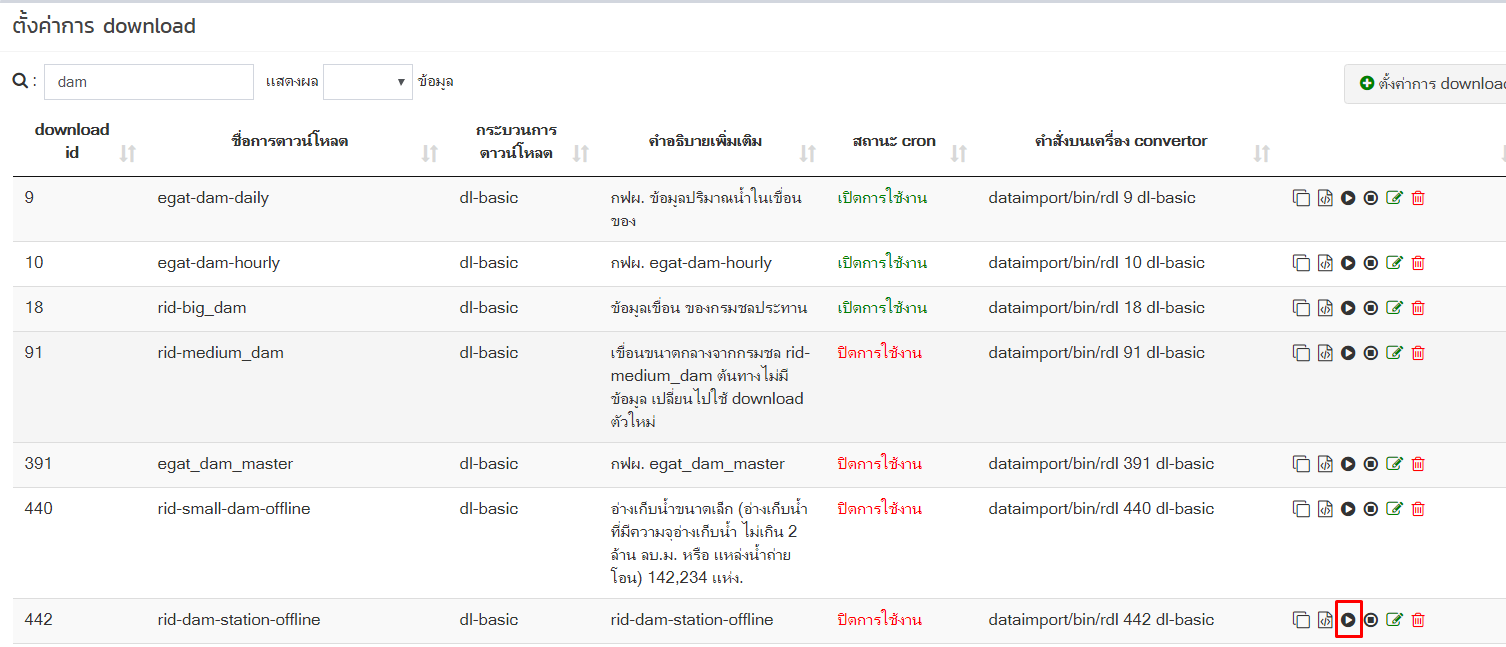 ตั้งค่าการ download
: dam แสดงผล ข้อมูล
ตั้งค่าการ download
download id
ชื่อการดาวน์โหลด
กระบวนการ
ดาวน์โหลด
คำอธิบายเพิ่มเติม
สถานะ cron
คำสั่งบนเครื่อง convertor
9 egat-dam-daily dl-basic กฟผ. ข้อมูลปริมาณน้ำในเขื่อน เปิดการใช้งาน dataimport/bin/rdl 9 dl-basic
ของ
10 egat-dam-hourly dl-basic กฟผ. egat-dam-hourly เปิดการใช้งาน dataimport/bin/rdl 10 dl-basic
18 rid-big_dam dl-basic ข้อมูลเขื่อน ของกรมชลประทาน เปิดการใช้งาน dataimport/bin/rdl 18 dl-basic
91 rid-medium_dam dl-basic เขื่อนขนาดกลางจากกรมชล rid- ปิดการใช้งาน dataimport/bin/rdl 91 dl-basic
medium_dam ต้นทางไม่มี
ข้อมูล เปลี่ยนไปใช้ download
ตัวใหม่
391 egat_dam_master dl-basic กฟผ. egat_dam_master ปิดการใช้งาน dataimport/bin/rdl 391 dl-basic
440 rid-small-dam-offline dl-basic อ่างเก็บน้ำขนาดเล็ก (อ่างเก็บน้ำ ปิดการใช้งาน dataimport/bin/rdl 440 dl-basic
ที่มีความจุอ่างเก็บน้ำ ไม่เกิน 2
ล้าน ลบ.ม. หรือ แหล่งน้ำถ่าย
โอน) 142,234 แห่ง.
442 rid-dam-station-offline dl-basic rid-dam-station-offline ปิดการใช้งาน dataimport/bin/rdl 442 dl-basic